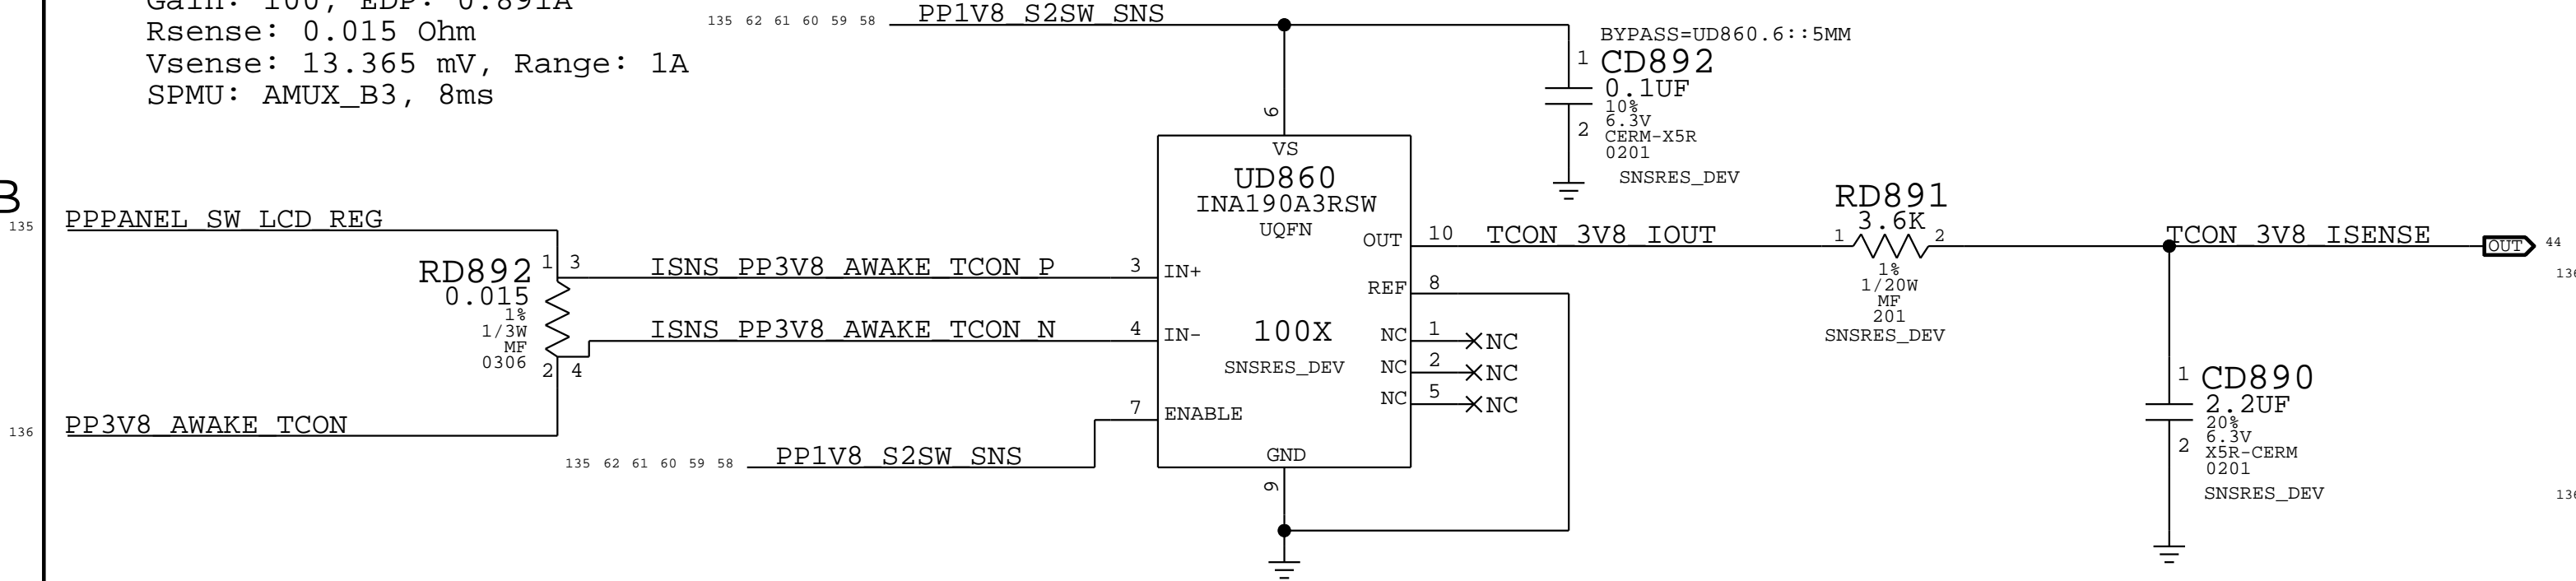 Gain: 100, EDP: 0.891A
Rsense: 0.015 Ohm
Vsense: 13.365 mV, Range: 1A
SPMU: AMUX_B3, 8ms
135 62 61 60 59 58 PP1V8_S2SW_SNS
BYPASS=UD860.6::5MM
1 CD892
0.1UF
10%
6.3V
2 CERM-X5R
0201
SNSRES_DEV
6
VS
UD860
INA190A3RSW
UQFN
B
135 PPPANEL_SW_LCD_REG
RD892
0.015
1%
1/3W
MF
0306
1 3
2 4
ISNS_PP3V8_AWAKE_TCON_P 3 IN+
ISNS_PP3V8_AWAKE_TCON_N 4 IN-
100X
SNSRES_DEV
136 PP3V8_AWAKE_TCON
7 ENABLE
135 62 61 60 59 58 PP1V8_S2SW_SNS
GND
9
OUT 10 TCON_3V8_IOUT
REF 8
NC 1 NC
NC 2 NC
NC 5 NC
RD891
3.6K
1 2
1%
1/20W
MF
201
SNSRES_DEV
TCON_3V8_ISENSE OUT 44
1 CD890
2.2UF
20%
6.3V
2 X5R-CERM
0201
SNSRES_DEV